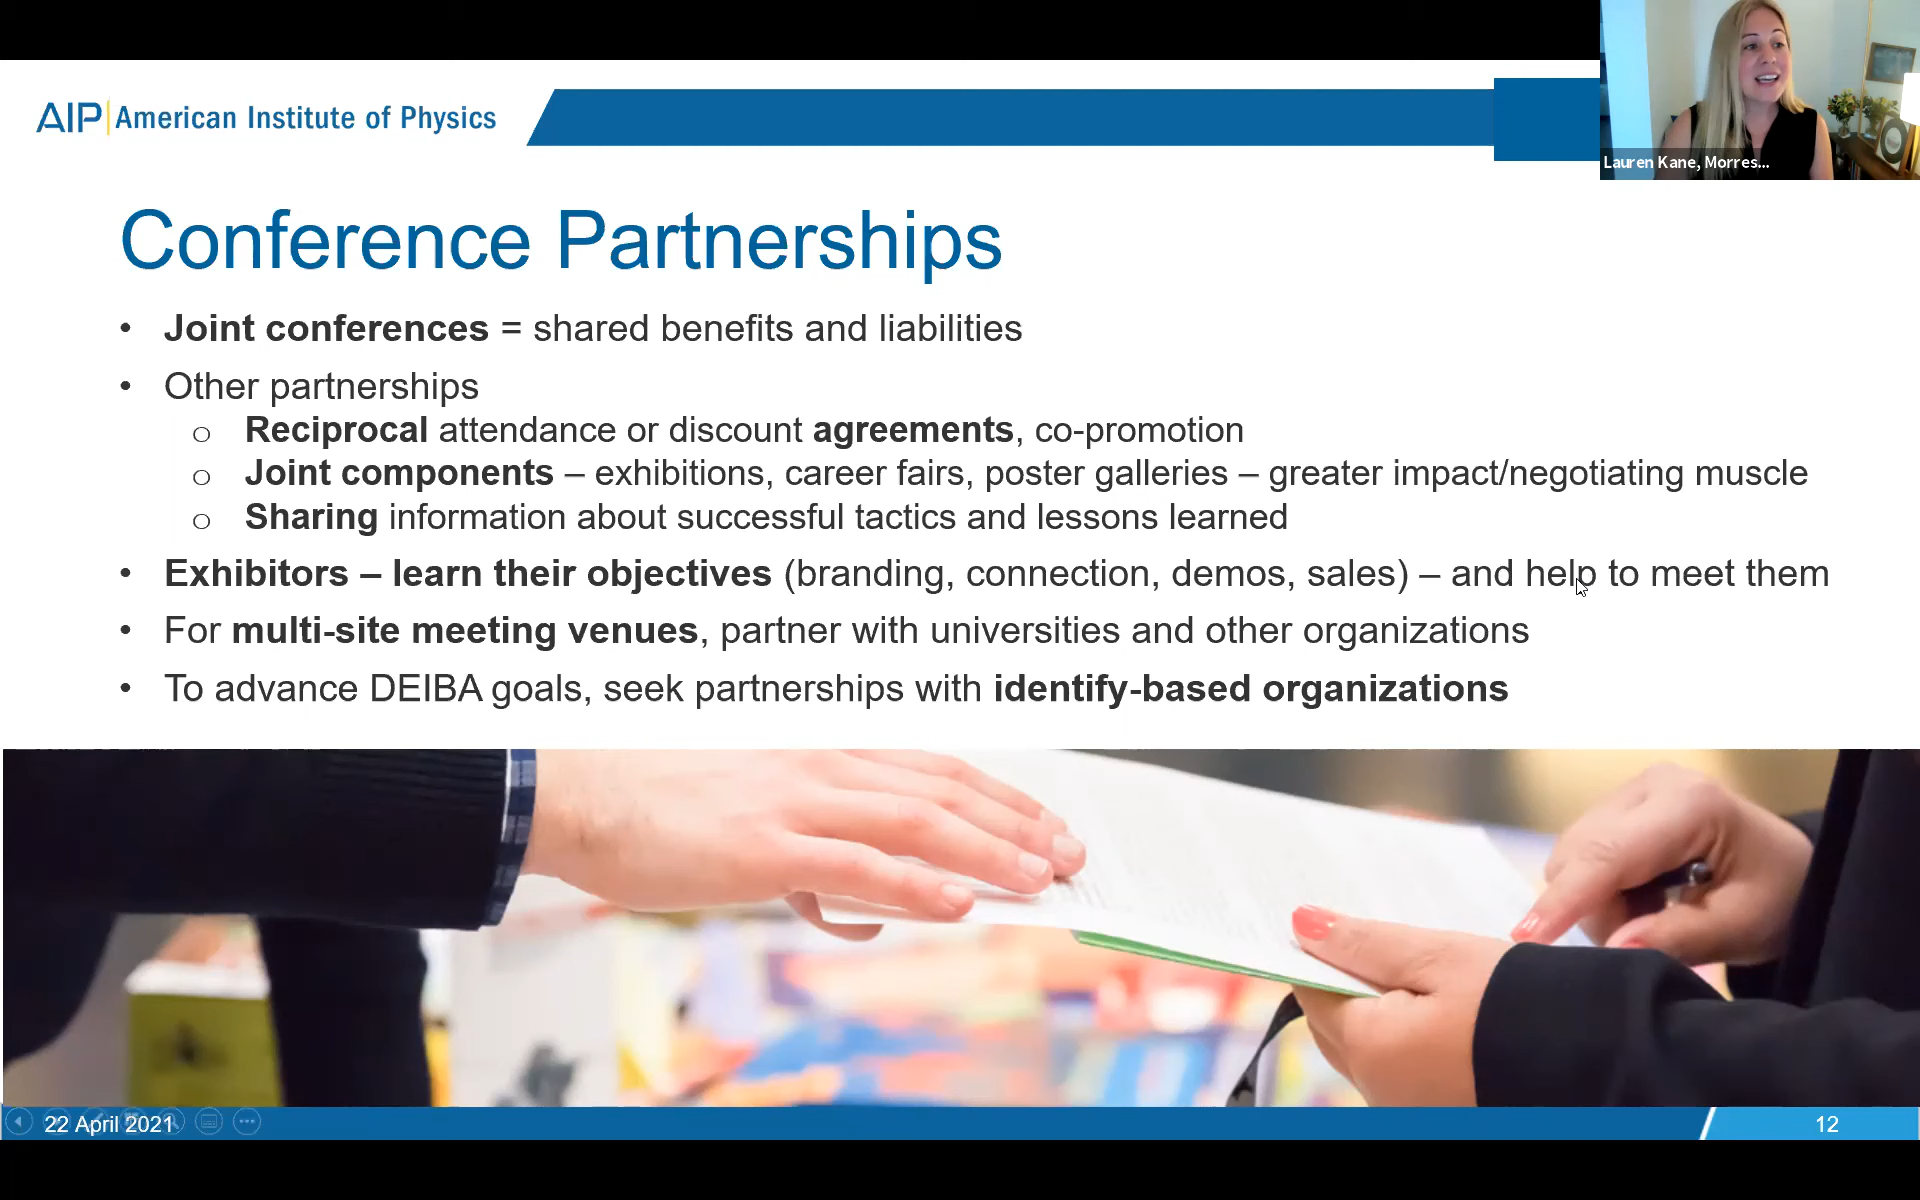 AIP American Institute of Physics
Lauren Kane, Morres...
Conference Partnerships
• Joint conferences = shared benefits and liabilities
• Other partnerships
o Reciprocal attendance or discount agreements, co-promotion
o Joint components – exhibitions, career fairs, poster galleries – greater impact/negotiating muscle
o Sharing information about successful tactics and lessons learned
• Exhibitors – learn their objectives (branding, connection, demos, sales) – and help to meet them
• For multi-site meeting venues, partner with universities and other organizations
• To advance DEIBA goals, seek partnerships with identify-based organizations
22 April 2021
12